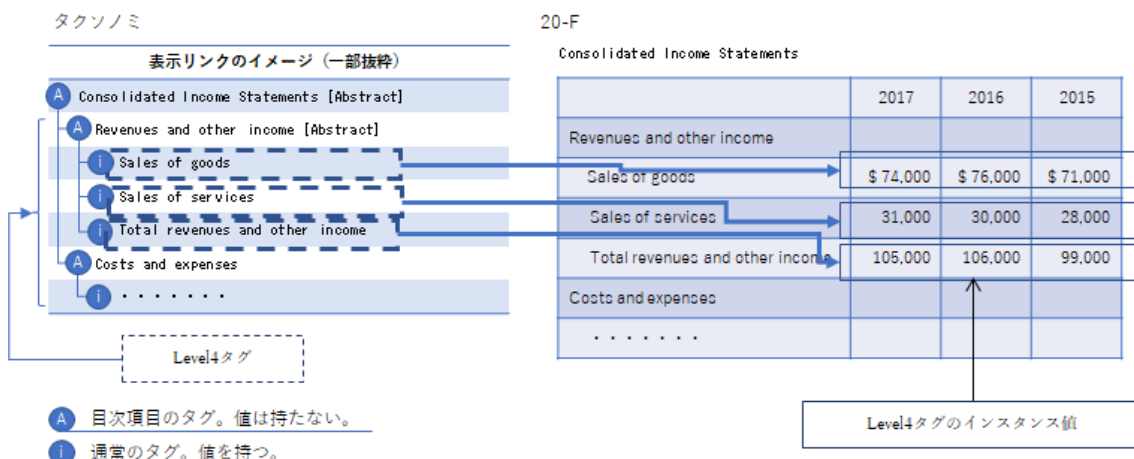 タクソノミ
表示リンクのイメージ（一部抜粋）
A Consolidated Income Statements [Abstract]
A Revenues and other income [Abstract]
i Sales of goods
i Sales of services
i Total revenues and other income
A Costs and expenses
i ・・・・・・・
Level4タグ
A 目次項目のタグ。値は持たない。
i 通常のタグ。値を持つ。
20-F
Consolidated Income Statements
2017 2016 2015
Revenues and other income
Sales of goods $ 74,000 $ 76,000 $ 71,000
Sales of services 31,000 30,000 28,000
Total revenues and other income 105,000 106,000 99,000
Costs and expenses
・・・・・・・
Level4タグのインスタンス値